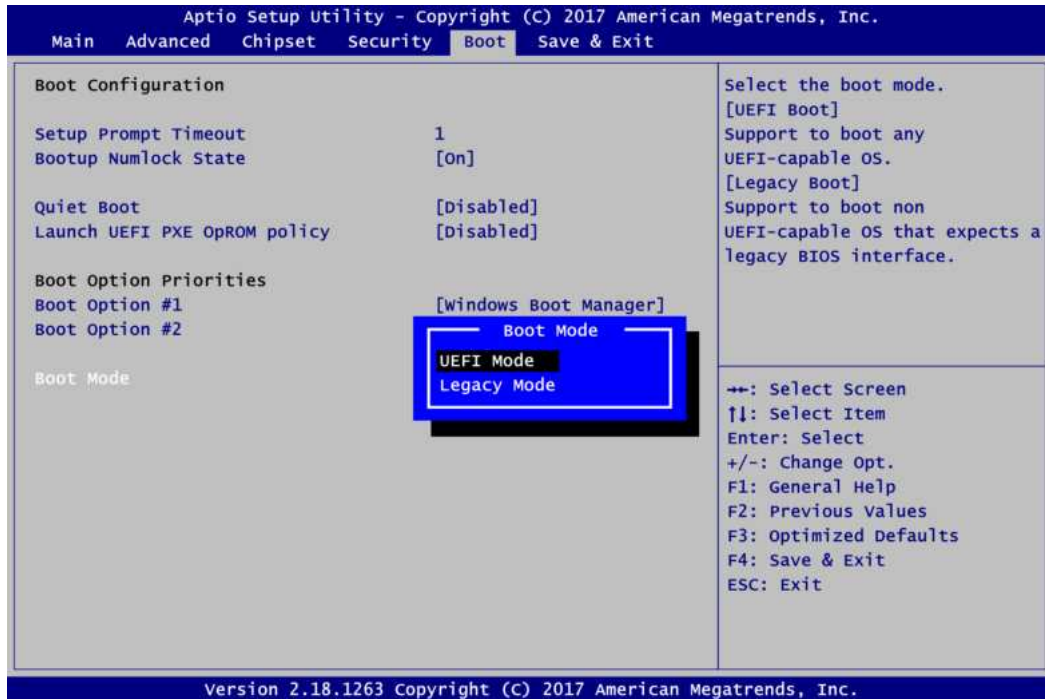 Aptio Setup Utility - Copyright (C) 2017 American Megatrends, Inc.
Main Advanced Chipset Security Boot Save & Exit
Boot Configuration
Setup Prompt Timeout 1
Bootup Numlock State [On]
Quiet Boot [Disabled]
Launch UEFI PXE OpROM policy [Disabled]
Boot Option Priorities
Boot Option #1 [Windows Boot Manager]
Boot Option #2
Boot Mode
Boot Mode
UEFI Mode
Legacy Mode
Select the boot mode.
[UEFI Boot]
Support to boot any
UEFI-capable OS.
[Legacy Boot]
Support to boot non
UEFI-capable OS that expects a
legacy BIOS interface.
→←: Select Screen
↑↓: Select Item
Enter: Select
+/-: Change Opt.
F1: General Help
F2: Previous Values
F3: Optimized Defaults
F4: Save & Exit
ESC: Exit
Version 2.18.1263 Copyright (C) 2017 American Megatrends, Inc.